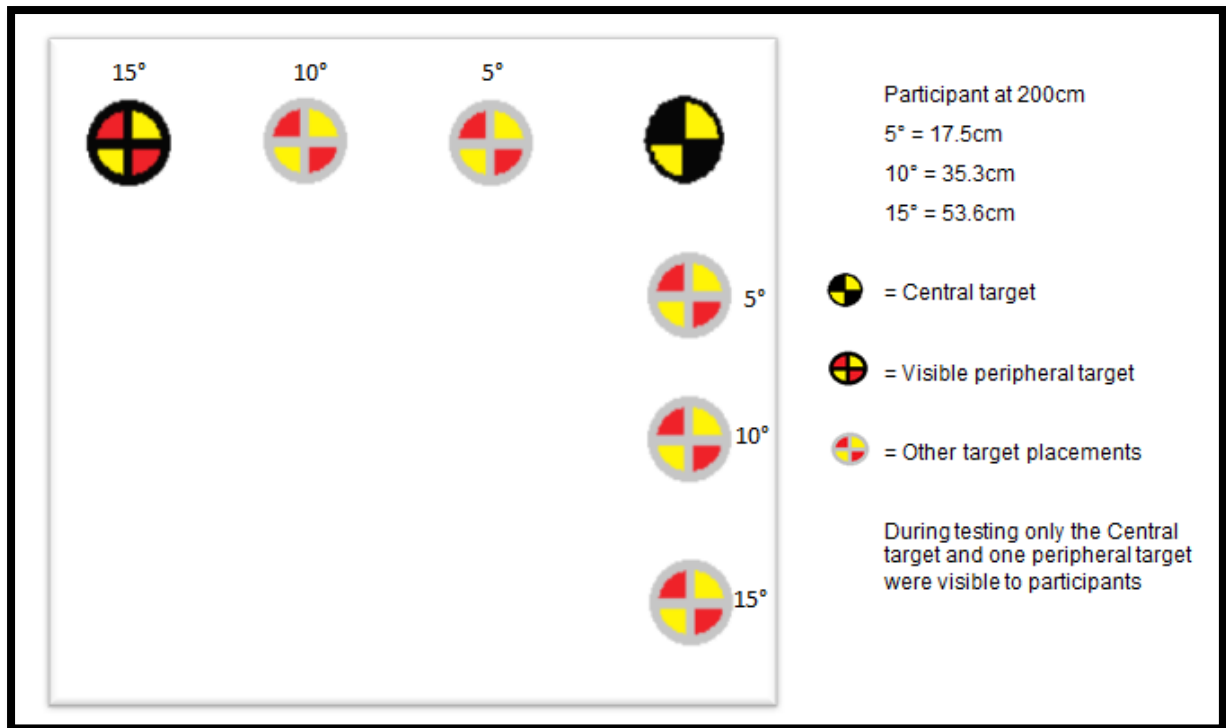 15° 10° 5°
Participant at 200cm
5° = 17.5cm
10° = 35.3cm
15° = 53.6cm
5°
10°
15°
= Central target
= Visible peripheral target
= Other target placements
During testing only the Central
target and one peripheral target
were visible to participants